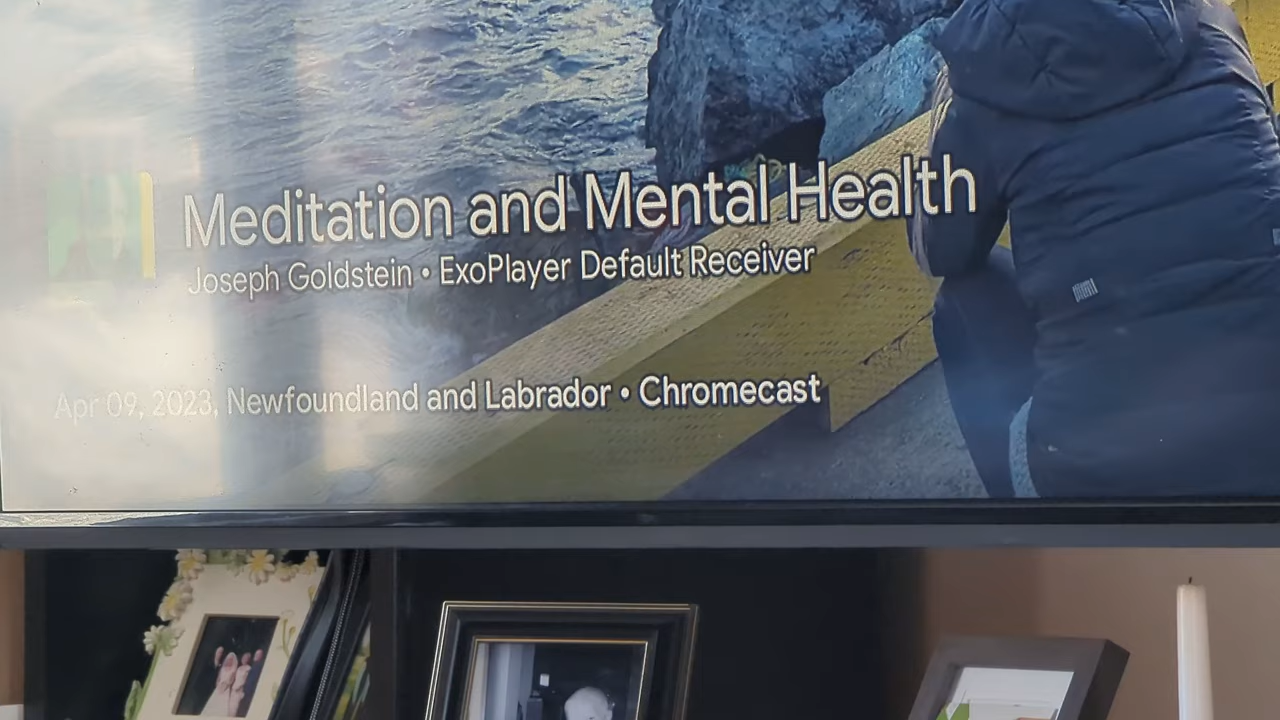 Meditation and Mental Health
Joseph Goldstein • ExoPlayer Default Receiver
Apr 09, 2023, Newfoundland and Labrador • Chromecast